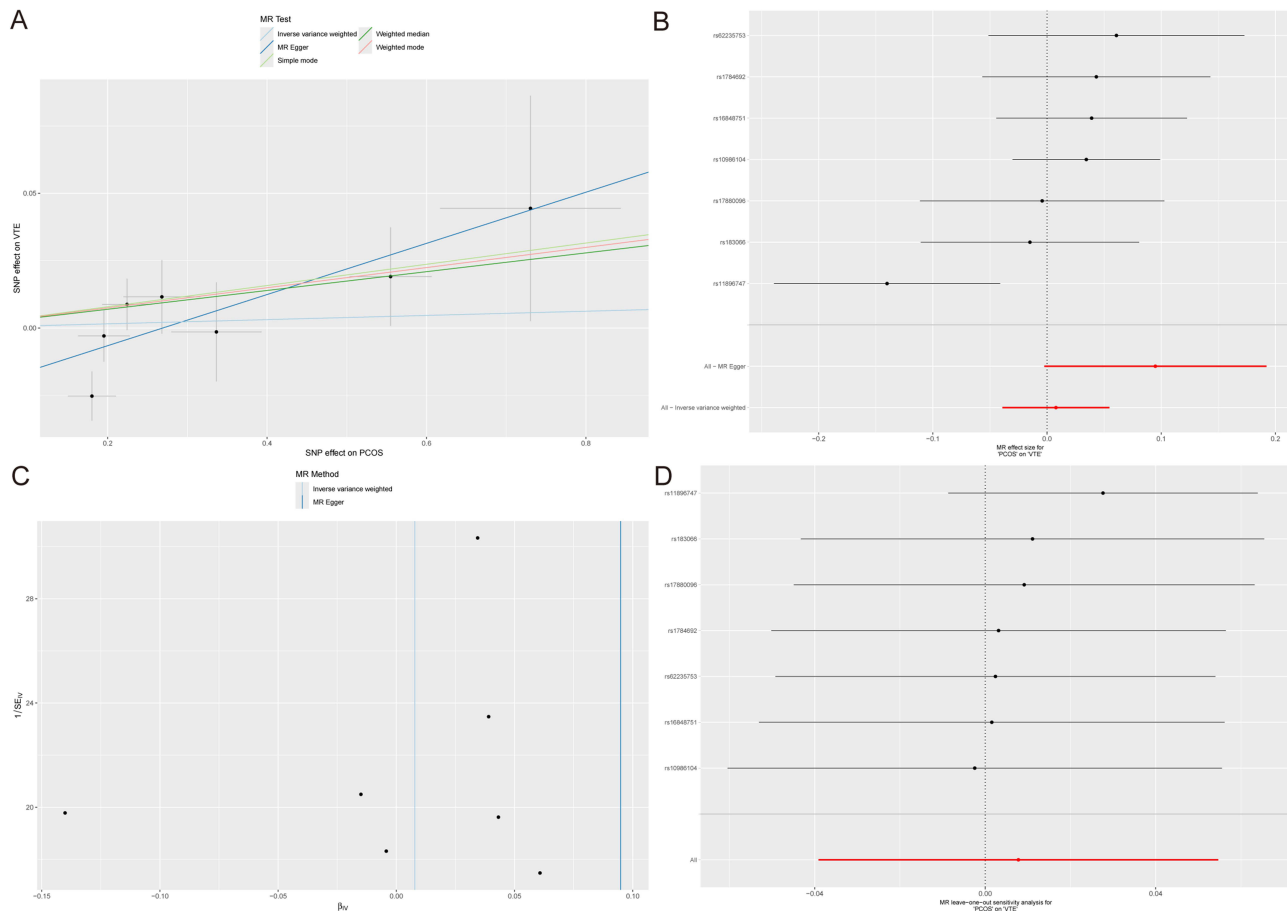 A
MR Test
Inverse variance weighted
MR Egger
Simple mode
Weighted median
Weighted mode
0.05
0.00
SNP effect on VTE
0.2
0.4
0.6
0.8
SNP effect on PCOS
B
rs62235753
rs1784692
rs16848751
rs10986104
rs17880096
rs183066
rs11896747
All − MR Egger
All − Inverse variance weighted
−0.2
−0.1
0.0
0.1
0.2
MR effect size for
'PCOS' on 'VTE'
C
MR Method
Inverse variance weighted
MR Egger
28
24
20
1/SEIV
−0.15
−0.10
−0.05
0.00
0.05
0.10
βIV
D
rs11896747
rs183066
rs17880096
rs1784692
rs62235753
rs16848751
rs10986104
All
−0.04
0.00
0.04
MR leave−one−out sensitivity analysis for
'PCOS' on 'VTE'